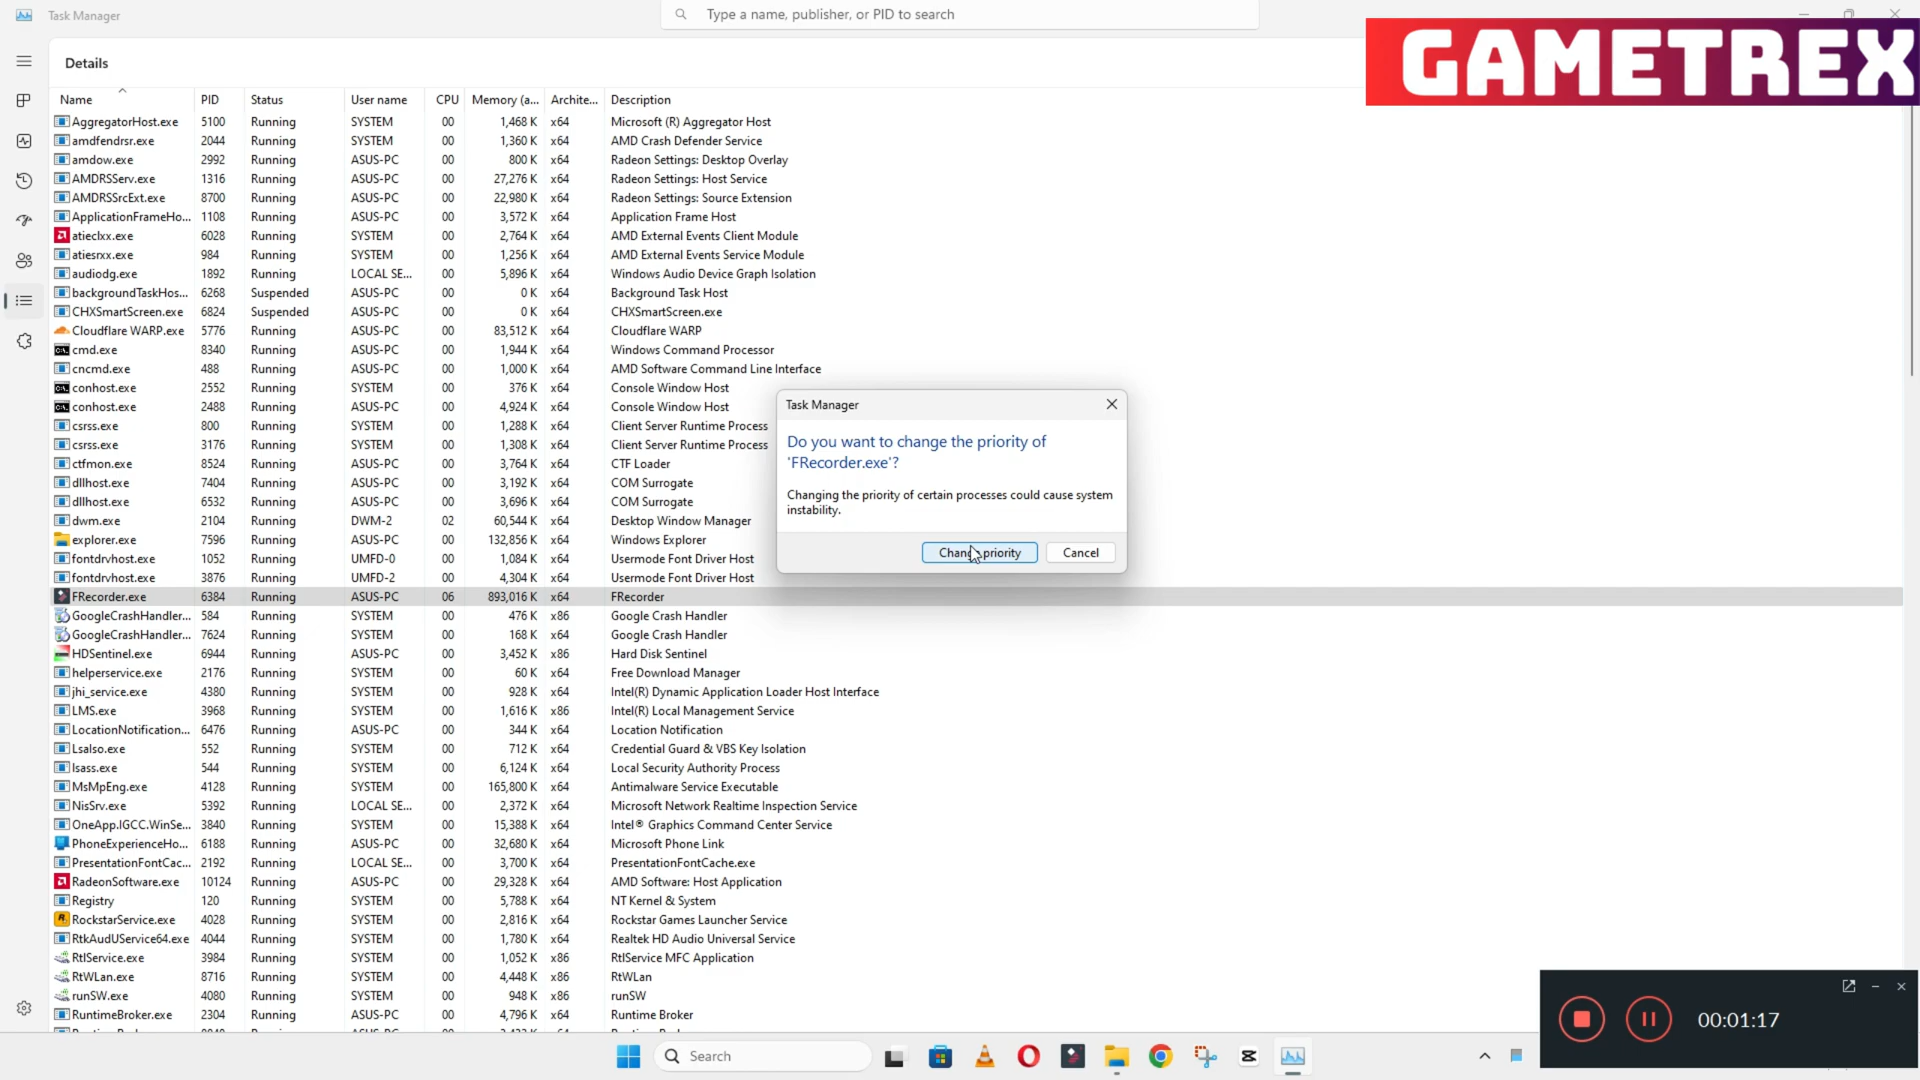 Task Manager
Type a name, publisher, or PID to search
GAMETREX
Details
Name PID Status User name CPU Memory (a... Archite... Description
AggregatorHost.exe 5100 Running SYSTEM 00 1,468 K x64 Microsoft (R) Aggregator Host
amdfendrsr.exe 2044 Running SYSTEM 00 1,360 K x64 AMD Crash Defender Service
amdow.exe 2992 Running ASUS-PC 00 800 K x64 Radeon Settings: Desktop Overlay
AMDRSServ.exe 1316 Running ASUS-PC 00 27,276 K x64 Radeon Settings: Host Service
AMDRSSrcExt.exe 8700 Running ASUS-PC 00 22,980 K x64 Radeon Settings: Source Extension
ApplicationFrameHo... 1108 Running ASUS-PC 00 3,572 K x64 Application Frame Host
atieclxx.exe 6028 Running SYSTEM 00 2,764 K x64 AMD External Events Client Module
atiesrxx.exe 984 Running SYSTEM 00 1,256 K x64 AMD External Events Service Module
audiodg.exe 1892 Running LOCAL SE... 00 5,896 K x64 Windows Audio Device Graph Isolation
backgroundTaskHos... 6268 Suspended ASUS-PC 00 0 K x64 Background Task Host
CHXSmartScreen.exe 6824 Suspended ASUS-PC 00 0 K x64 CHXSmartScreen.exe
Cloudflare WARP.exe 5776 Running ASUS-PC 00 83,512 K x64 Cloudflare WARP
cmd.exe 8340 Running ASUS-PC 00 1,944 K x64 Windows Command Processor
cncmd.exe 488 Running ASUS-PC 00 1,000 K x64 AMD Software Command Line Interface
conhost.exe 2552 Running SYSTEM 00 376 K x64 Console Window Host
conhost.exe 2488 Running ASUS-PC 00 4,924 K x64 Console Window Host
csrss.exe 800 Running SYSTEM 00 1,288 K x64 Client Server Runtime Process
csrss.exe 3176 Running SYSTEM 00 1,308 K x64 Client Server Runtime Process
ctfmon.exe 8524 Running ASUS-PC 00 3,764 K x64 CTF Loader
dllhost.exe 7404 Running ASUS-PC 00 3,192 K x64 COM Surrogate
dllhost.exe 6532 Running ASUS-PC 00 3,696 K x64 COM Surrogate
dwm.exe 2104 Running DWM-2 02 60,544 K x64 Desktop Window Manager
explorer.exe 7596 Running ASUS-PC 00 132,856 K x64 Windows Explorer
fontdrvhost.exe 1052 Running UMFD-0 00 1,084 K x64 Usermode Font Driver Host
fontdrvhost.exe 3876 Running UMFD-2 00 4,304 K x64 Usermode Font Driver Host
FRecorder.exe 6384 Running ASUS-PC 06 893,016 K x64 FRecorder
GoogleCrashHandler... 584 Running SYSTEM 00 476 K x86 Google Crash Handler
GoogleCrashHandler... 7624 Running SYSTEM 00 168 K x64 Google Crash Handler
HDSentinel.exe 6944 Running ASUS-PC 00 3,452 K x86 Hard Disk Sentinel
helperservice.exe 2176 Running SYSTEM 00 60 K x64 Free Download Manager
jhi_service.exe 4380 Running SYSTEM 00 928 K x64 Intel(R) Dynamic Application Loader Host Interface
LMS.exe 3968 Running SYSTEM 00 1,616 K x86 Intel(R) Local Management Service
LocationNotification... 6476 Running ASUS-PC 00 344 K x64 Location Notification
LsaIso.exe 552 Running SYSTEM 00 712 K x64 Credential Guard & VBS Key Isolation
lsass.exe 544 Running SYSTEM 00 6,124 K x64 Local Security Authority Process
MsMpEng.exe 4128 Running SYSTEM 00 165,800 K x64 Antimalware Service Executable
NisSrv.exe 5392 Running LOCAL SE... 00 2,372 K x64 Microsoft Network Realtime Inspection Service
OneApp.IGCC.WinSe... 3840 Running SYSTEM 00 15,388 K x64 Intel® Graphics Command Center Service
PhoneExperienceHo... 6188 Running ASUS-PC 00 32,680 K x64 Microsoft Phone Link
PresentationFontCac... 2192 Running LOCAL SE... 00 3,700 K x64 PresentationFontCache.exe
RadeonSoftware.exe 10124 Running ASUS-PC 00 29,328 K x64 AMD Software: Host Application
Registry 120 Running SYSTEM 00 5,788 K x64 NT Kernel & System
RockstarService.exe 4028 Running SYSTEM 00 2,816 K x64 Rockstar Games Launcher Service
RtkAudUService64.exe 4044 Running SYSTEM 00 1,780 K x64 Realtek HD Audio Universal Service
RtlService.exe 3984 Running SYSTEM 00 1,052 K x86 RtlService MFC Application
RtWLan.exe 8716 Running SYSTEM 00 4,448 K x86 RtWLan
runSW.exe 4080 Running SYSTEM 00 948 K x86 runSW
RuntimeBroker.exe 2304 Running ASUS-PC 00 4,796 K x64 Runtime Broker
Task Manager
Do you want to change the priority of
'FRecorder.exe'?
Changing the priority of certain processes could cause system
instability.
Change priority Cancel
00:01:17
Search